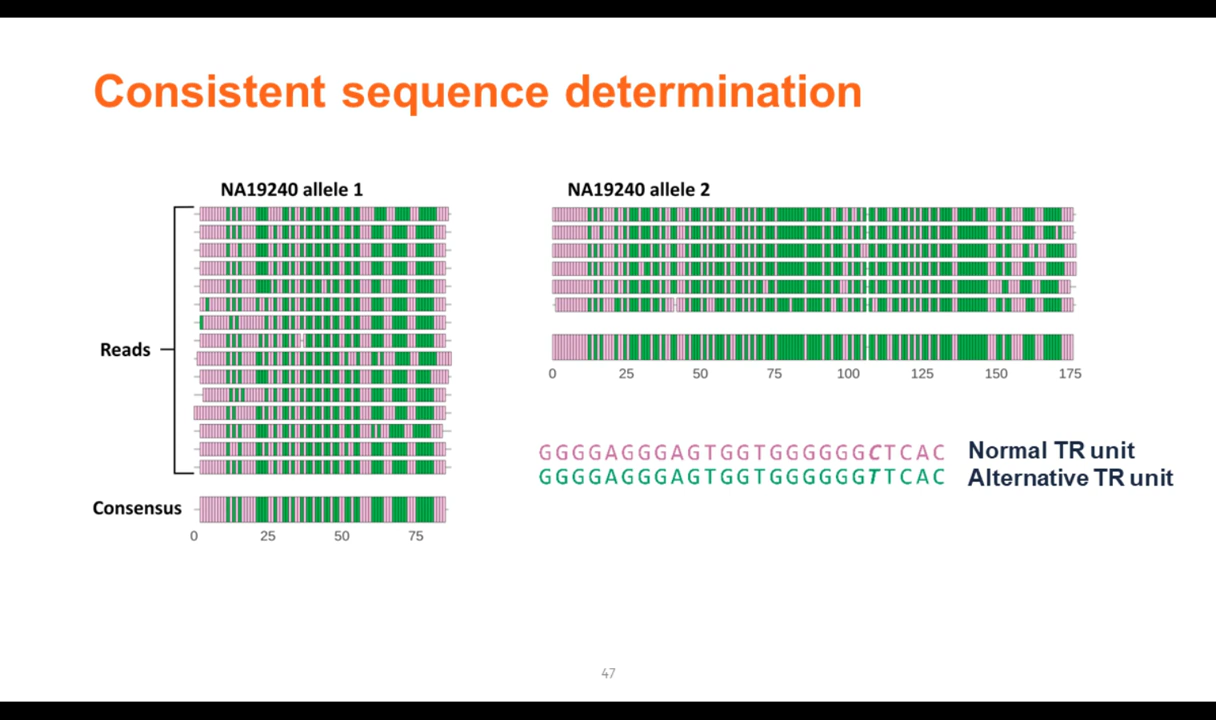 Consistent sequence determination
NA19240 allele 1
NA19240 allele 2
Reads
Consensus
0 25 50 75
0 25 50 75 100 125 150 175
GGGGAGGGAGTGGTGGGGGGCTCAC Normal TR unit
GGGGAGGGAGTGGTGGGGGGTTCAC Alternative TR unit
47